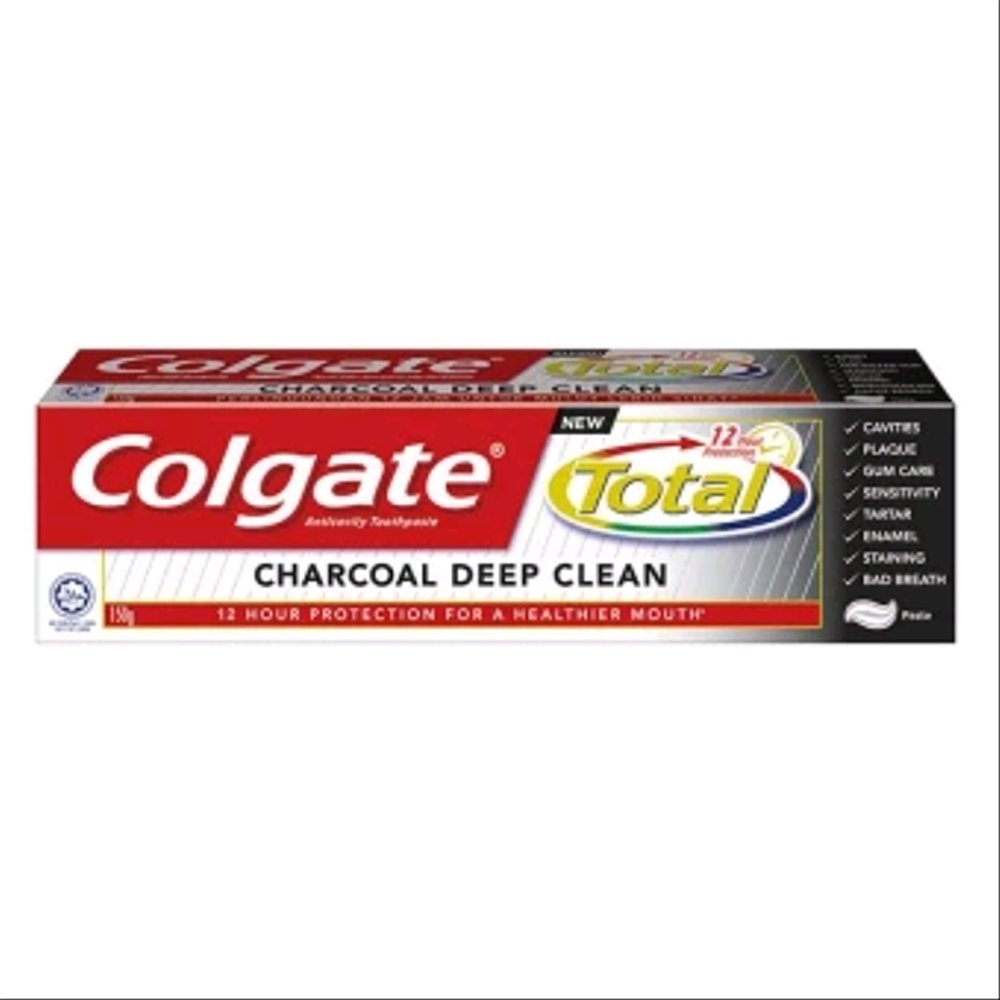 Colgate
CHARCOAL DEEP CLEAN
NEW
Colgate®
Anticavity Toothpaste
12 Hour
Protection
Total
CHARCOAL DEEP CLEAN
150g
12 HOUR PROTECTION FOR A HEALTHIER MOUTH*
CAVITIES
PLAQUE
GUM CARE
SENSITIVITY
TARTAR
ENAMEL
STAINING
BAD BREATH
Paste